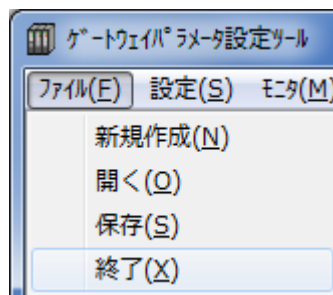 ｹﾞｰﾄｳｪｲﾊﾟﾗﾒｰﾀ設定ﾂｰﾙ
ﾌｧｲﾙ(F) 設定(S) ﾓﾆﾀ(M)
新規作成(N)
開く(O)
保存(S)
終了(X)